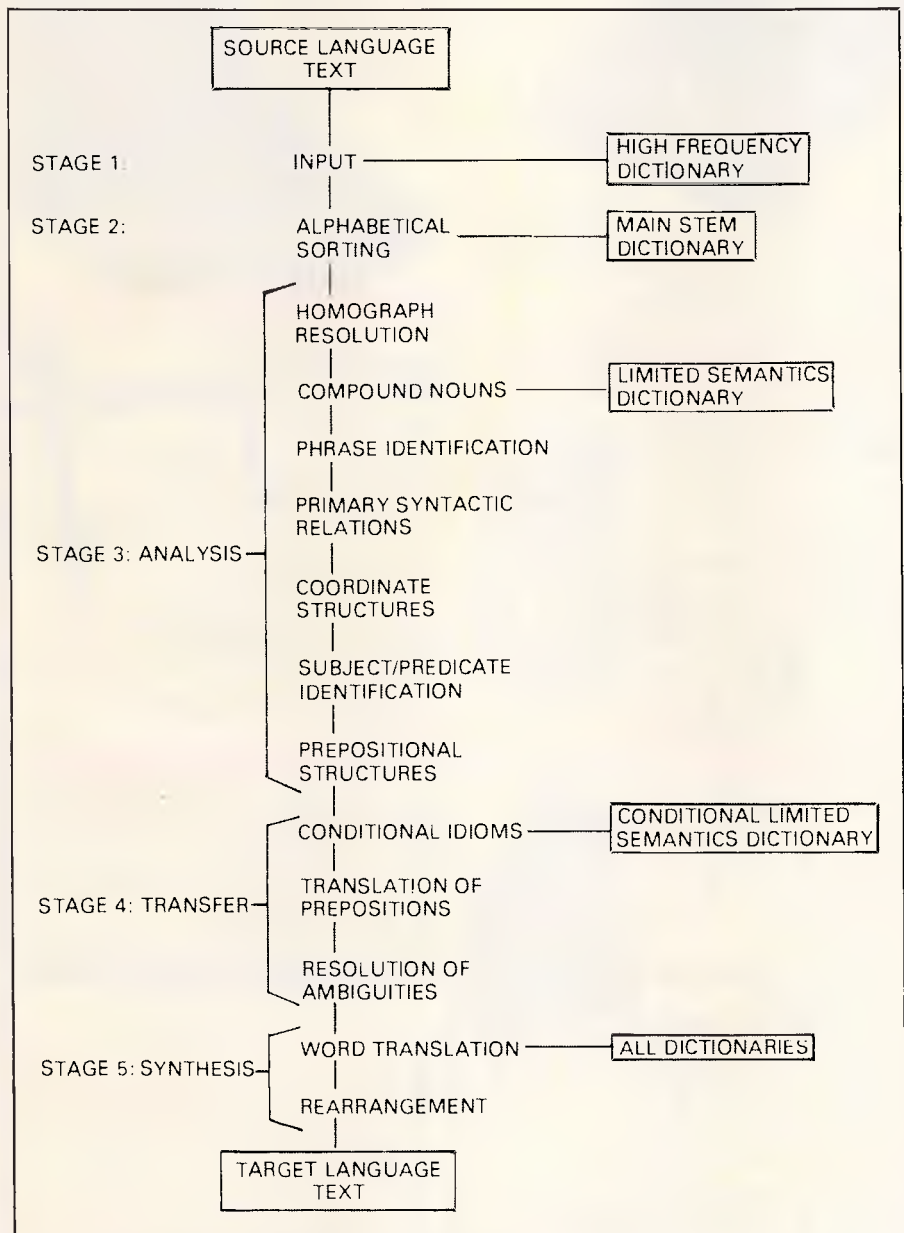 SOURCE LANGUAGE
TEXT
STAGE 1:
INPUT
HIGH FREQUENCY
DICTIONARY
STAGE 2:
ALPHABETICAL
SORTING
MAIN STEM
DICTIONARY
HOMOGRAPH
RESOLUTION
COMPOUND NOUNS
LIMITED SEMANTICS
DICTIONARY
PHRASE IDENTIFICATION
PRIMARY SYNTACTIC
RELATIONS
STAGE 3: ANALYSIS
COORDINATE
STRUCTURES
SUBJECT/PREDICATE
IDENTIFICATION
PREPOSITIONAL
STRUCTURES
CONDITIONAL IDIOMS
CONDITIONAL LIMITED
SEMANTICS DICTIONARY
STAGE 4: TRANSFER
TRANSLATION OF
PREPOSITIONS
RESOLUTION OF
AMBIGUITIES
WORD TRANSLATION
ALL DICTIONARIES
STAGE 5: SYNTHESIS
REARRANGEMENT
TARGET LANGUAGE
TEXT